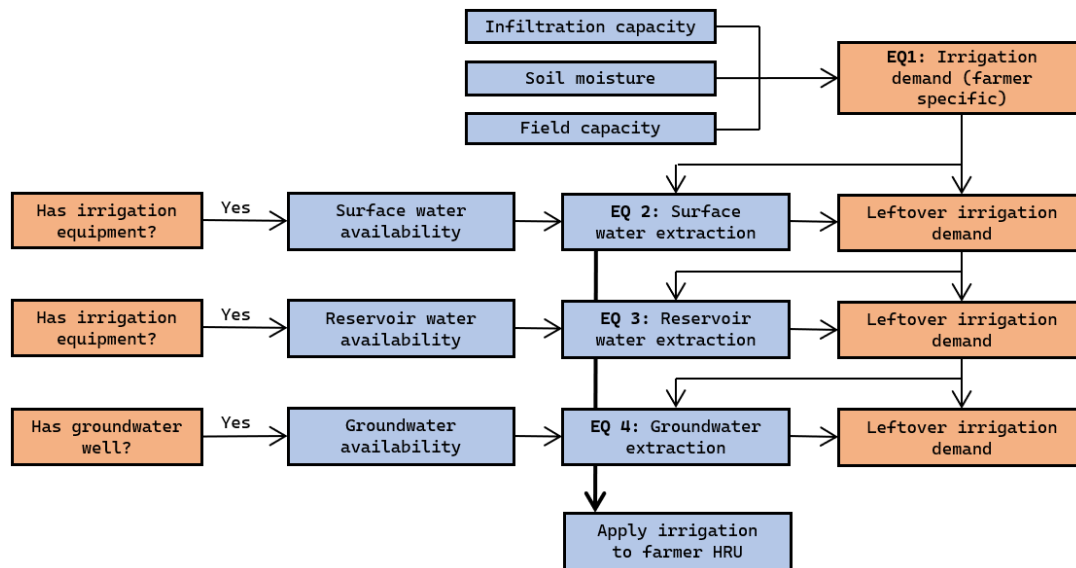 Infiltration capacity
Soil moisture
Field capacity
EQ1: Irrigation
demand (farmer
specific)
Has irrigation
equipment?
Yes
Surface water
availability
EQ 2: Surface
water extraction
Leftover irrigation
demand
Has irrigation
equipment?
Yes
Reservoir water
availability
EQ 3: Reservoir
water extraction
Leftover irrigation
demand
Has groundwater
well?
Yes
Groundwater
availability
EQ 4: Groundwater
extraction
Leftover irrigation
demand
Apply irrigation
to farmer HRU